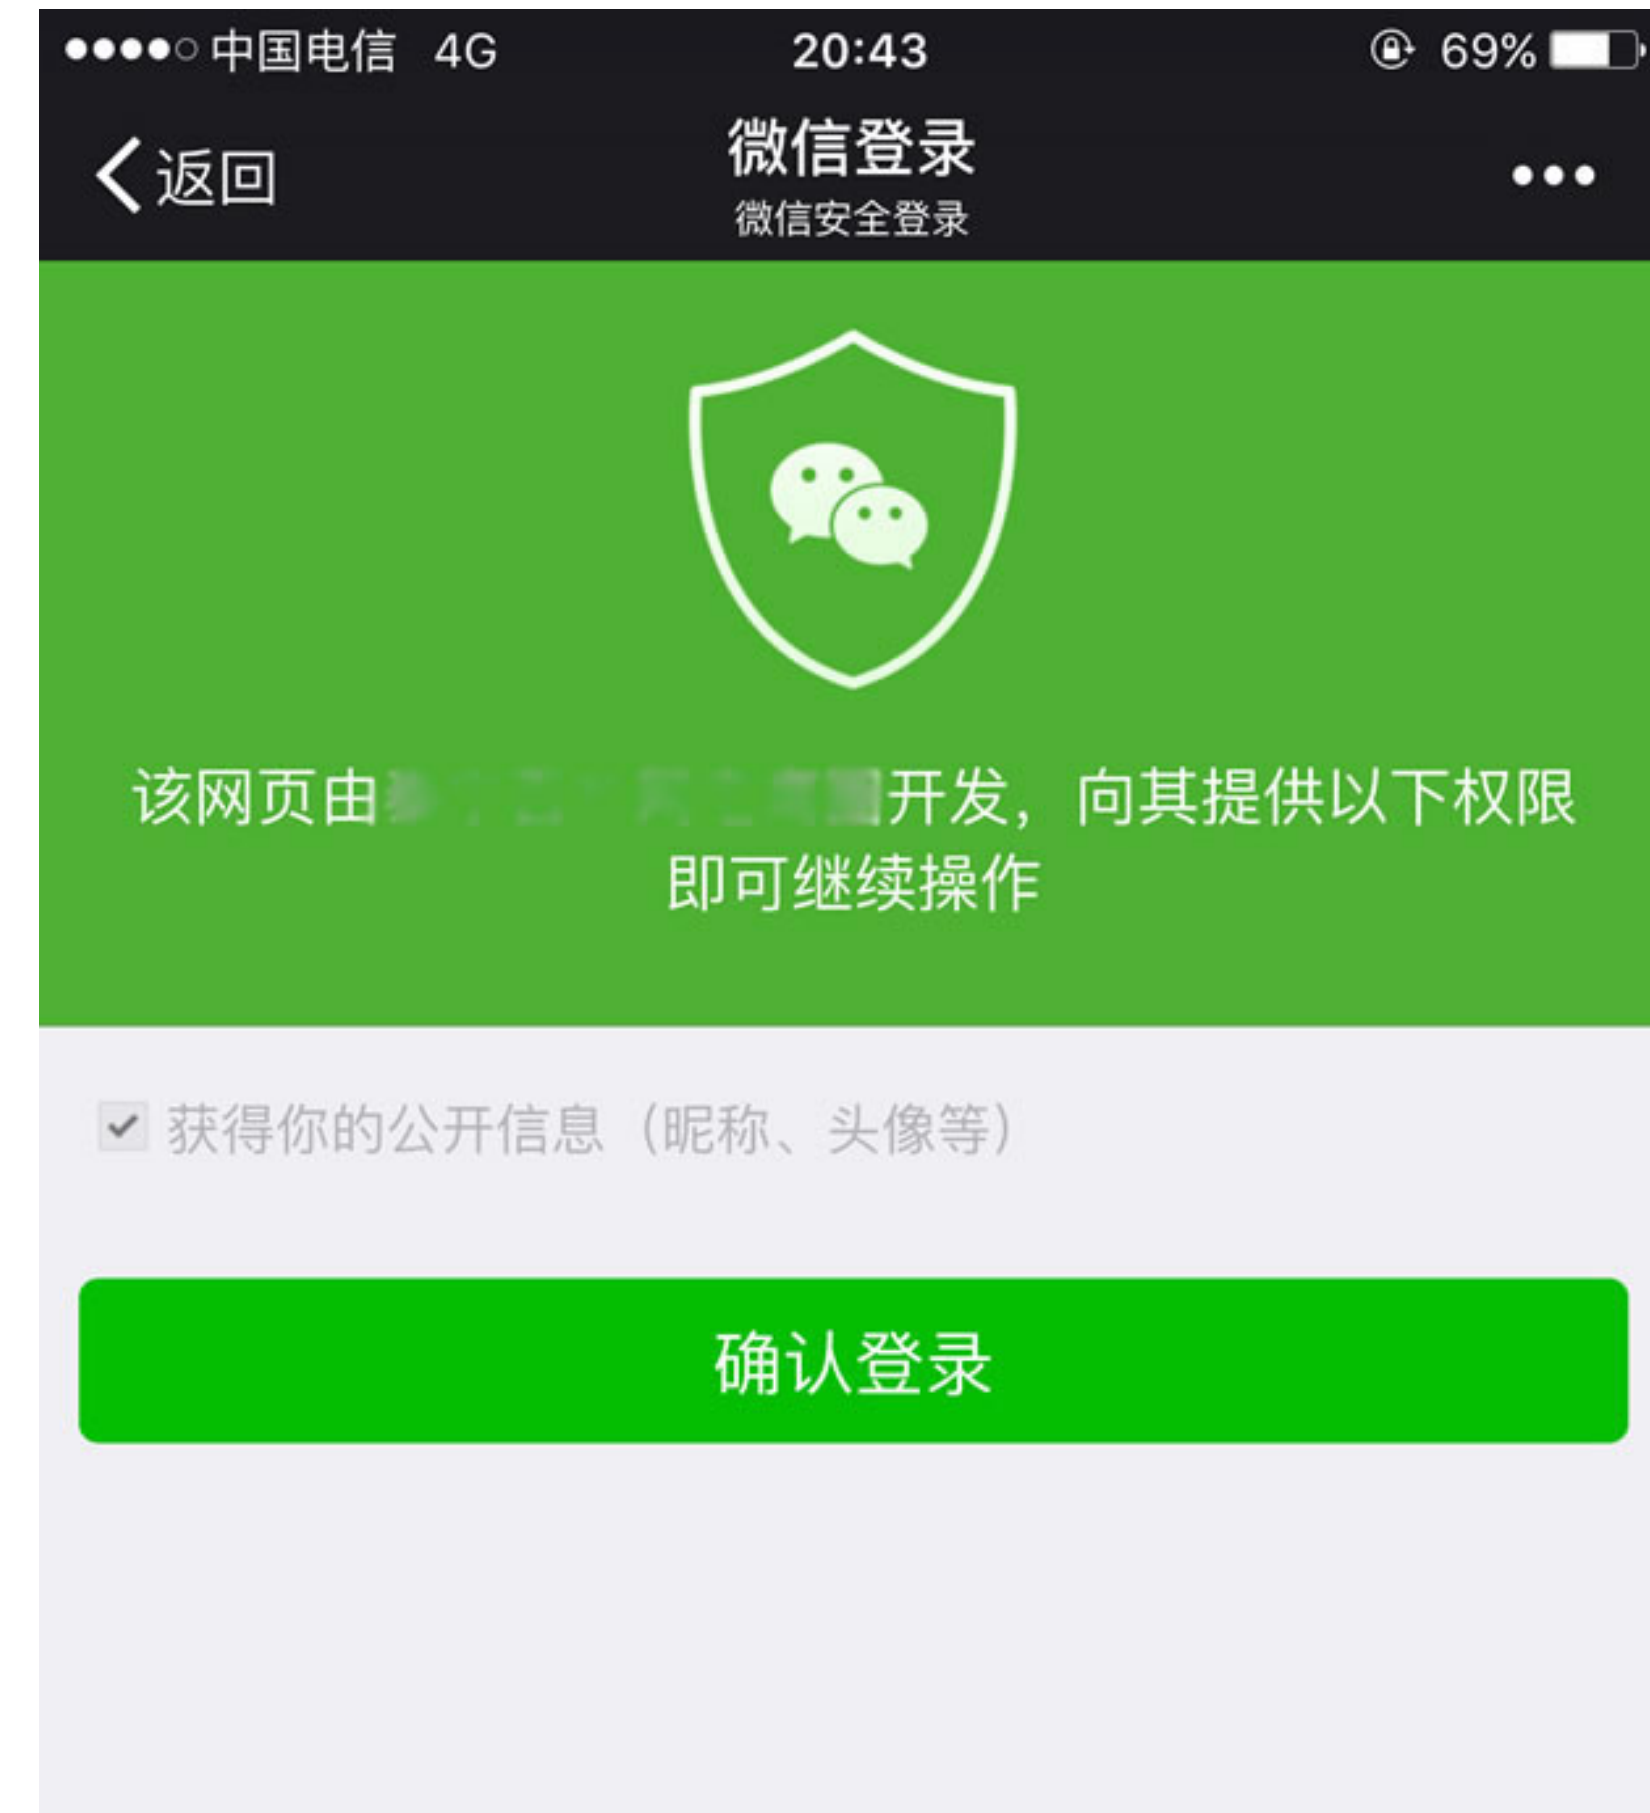 中国电信 4G 20:43 69%
返回
微信登录
微信安全登录
该网页由 开发，向其提供以下权限
即可继续操作
获得你的公开信息（昵称、头像等）
确认登录